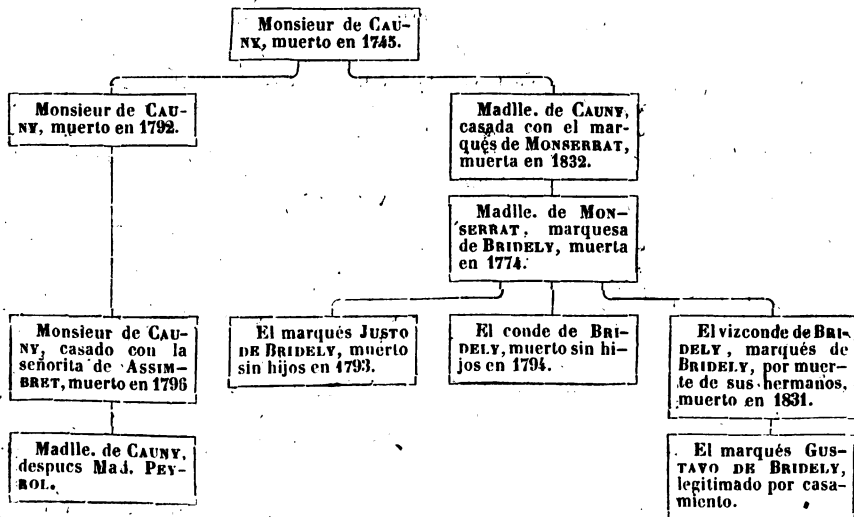 Monsieur de CAU-
NY, muerto en 1745.
Monsieur de CAU-
NY, muerto en 1792.
Madlle. de CAUNY,
casada con el mar-
qués de MONSERRAT,
muerta en 1832.
Madlle. de MON-
SERRAT, marquesa
de BRIDELY, muerta
en 1774.
Monsieur de CAU-
NY, casado con la
señorita de ASSIM-
BRET, muerto en 1796
El marqués JUSTO
DE BRIDELY, muerto
sin hijos en 1793.
El conde de BRI-
DELY, muerto sin hi-
jos en 1794.
El vizconde de BRI-
DELY, marqués de
BRIDELY, por muer-
te de sus hermanos,
muerto en 1831.
Madlle. de CAUNY,
despues Mad. PEY-
ROL.
El marqués GUS-
TAVO DE BRIDELY,
legitimado por casa-
miento.